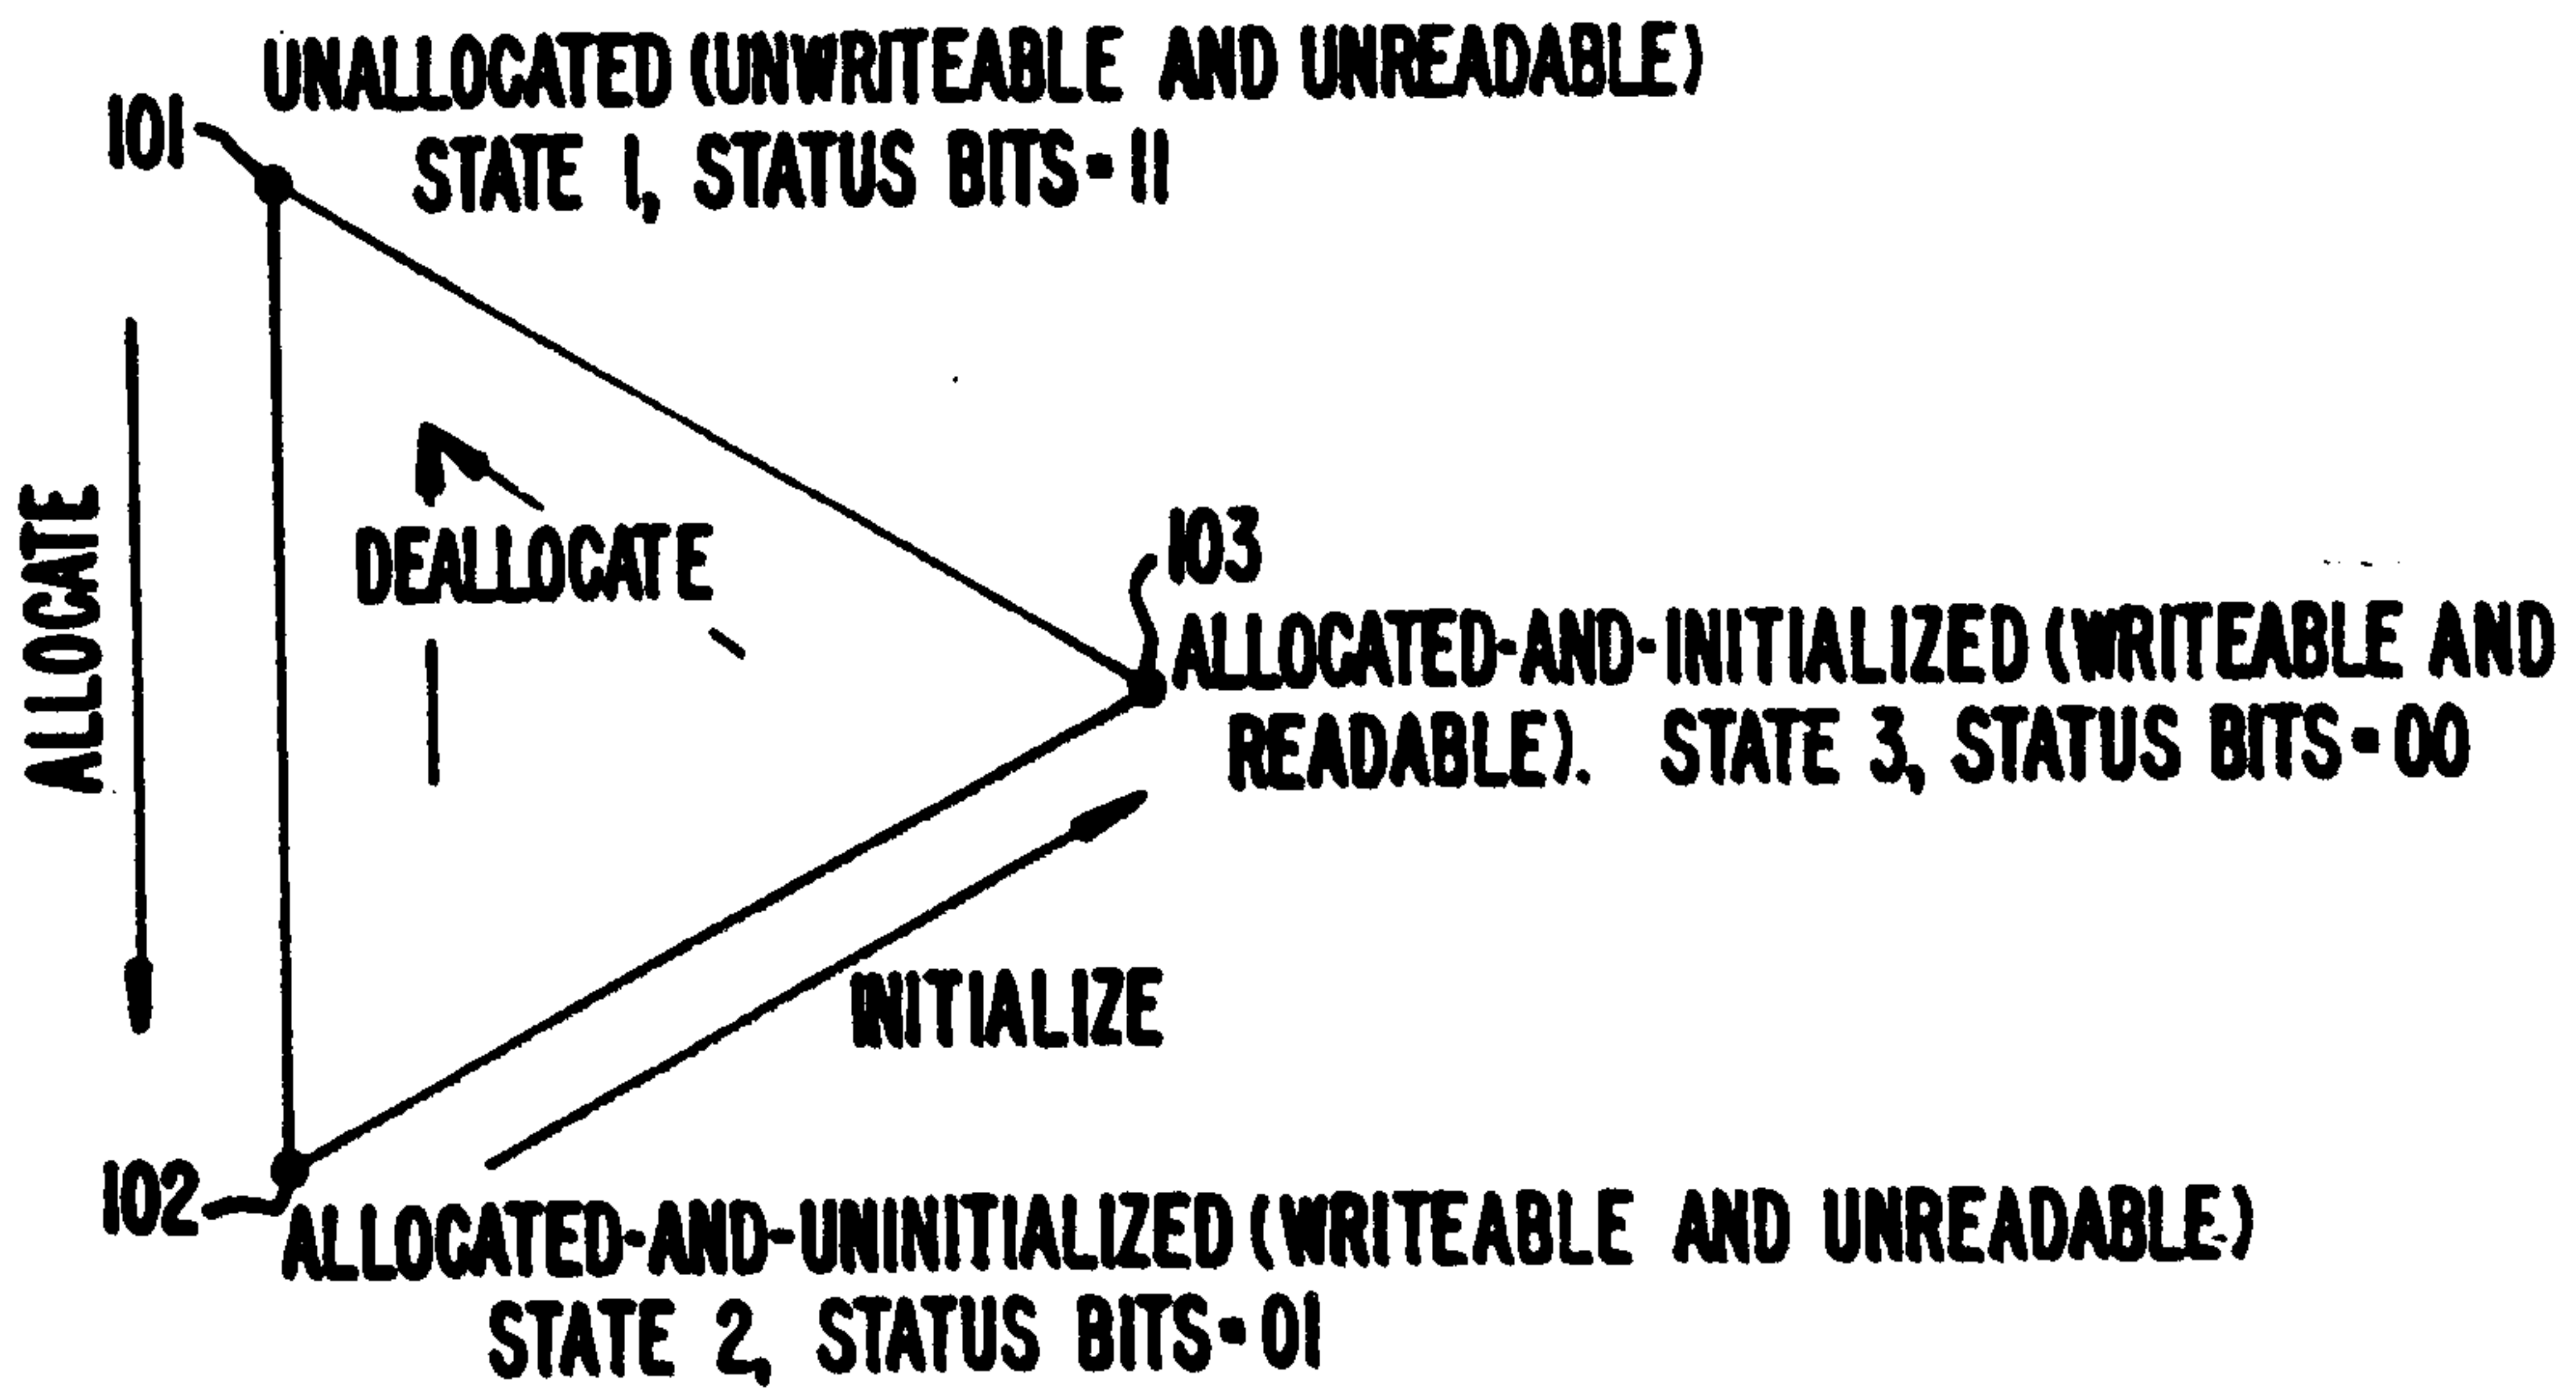 UNALLOCATED (UNWRITEABLE AND UNREADABLE)
101
STATE 1, STATUS BITS=11
ALLOCATE
DEALLOCATE
103
ALLOCATED-AND-INITIALIZED (WRITEABLE AND
READABLE). STATE 3, STATUS BITS=00
INITIALIZE
102
ALLOCATED-AND-UNINITIALIZED (WRITEABLE AND UNREADABLE)
STATE 2, STATUS BITS=01